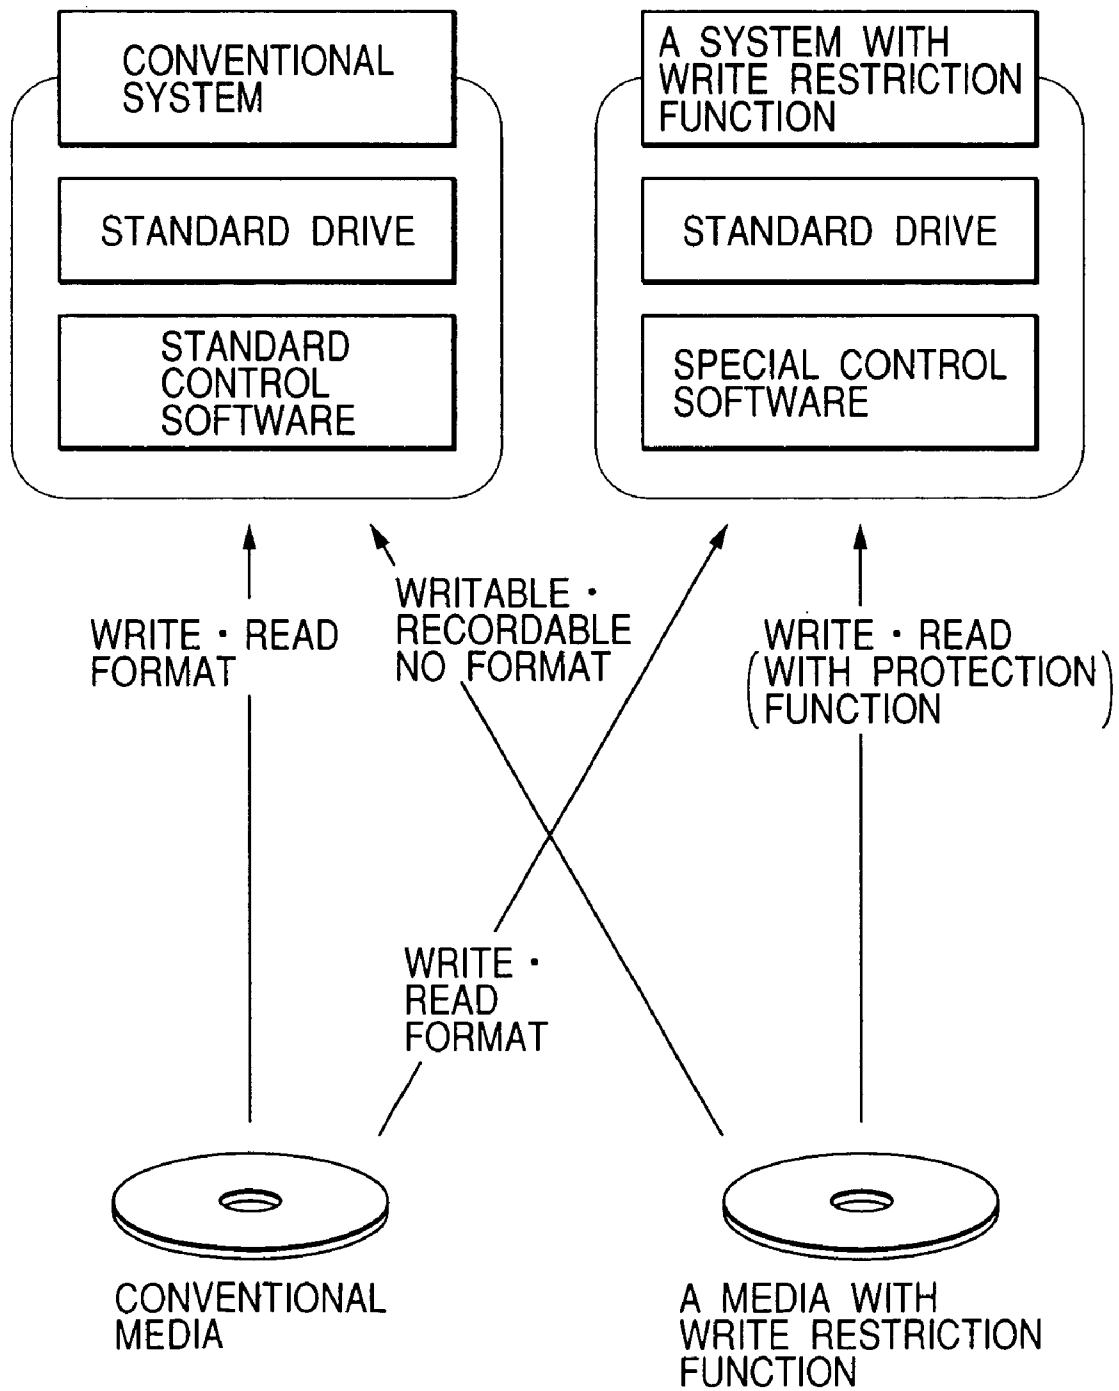 CONVENTIONAL
SYSTEM
STANDARD DRIVE
STANDARD
CONTROL
SOFTWARE
A SYSTEM WITH
WRITE RESTRICTION
FUNCTION
STANDARD DRIVE
SPECIAL CONTROL
SOFTWARE
WRITE・READ
FORMAT
WRITABLE・
RECORDABLE
NO FORMAT
WRITE・READ
(WITH PROTECTION
FUNCTION)
WRITE・
READ
FORMAT
CONVENTIONAL
MEDIA
A MEDIA WITH
WRITE RESTRICTION
FUNCTION